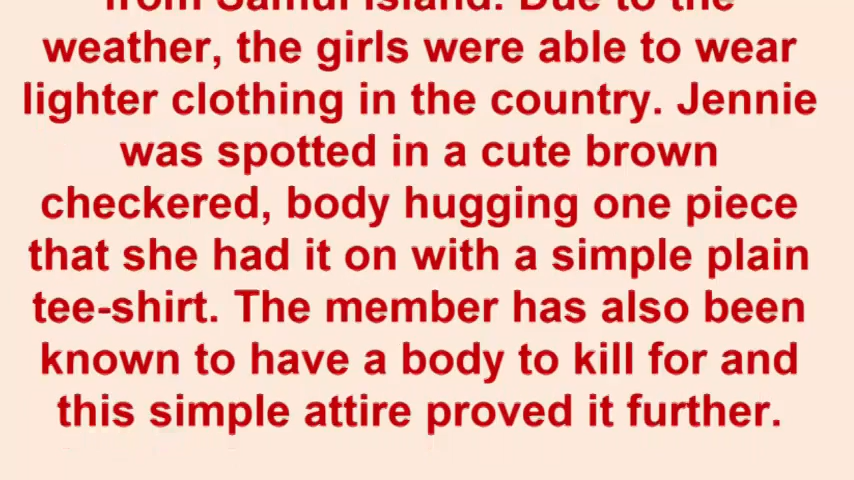 from Samui Island. Due to the
weather, the girls were able to wear
lighter clothing in the country. Jennie
was spotted in a cute brown
checkered, body hugging one piece
that she had it on with a simple plain
tee-shirt. The member has also been
known to have a body to kill for and
this simple attire proved it further.